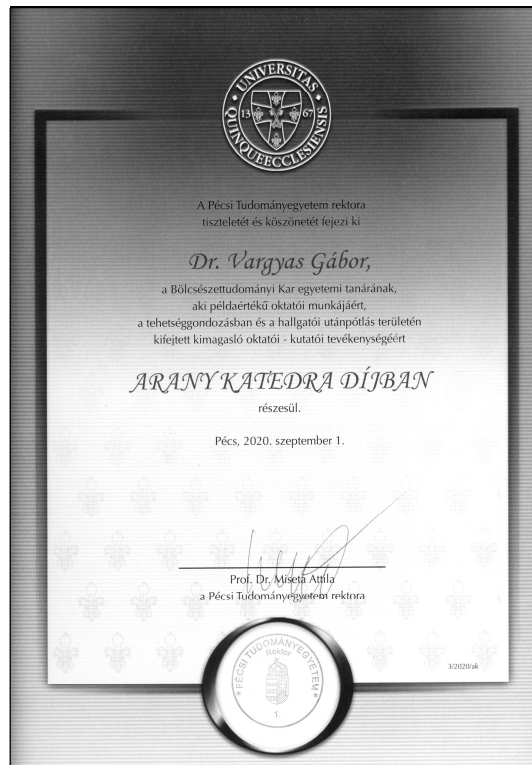 UNIVERSITAS
QUINQUEECCLESIENSIS
13 67
A Pécsi Tudományegyetem rektora
tiszteletét és köszönetét fejezi ki
Dr. Vargyas Gábor,
a Bölcsészettudományi Kar egyetemi tanárának,
aki példaértékű oktatói munkájáért,
a tehetséggondozásban és a hallgatói utánpótlás területén
kifejtett kimagasló oktatói - kutatói tevékenységéért
ARANY KATEDRA DÍJBAN
részesül.
Pécs, 2020. szeptember 1.
Prof. Dr. Miseta Attila
a Pécsi Tudományegyetem rektora
PÉCSI TUDOMÁNYEGYETEM
Rektor
1.
3/2020/ak